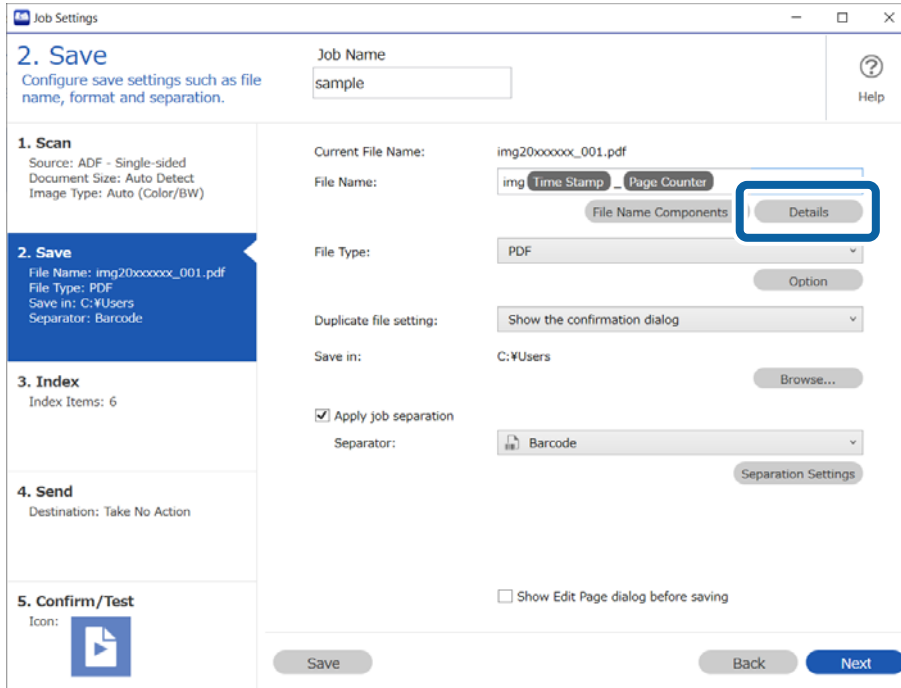 Job Settings
2. Save
Configure save settings such as file
name, format and separation.
Job Name
sample
Help
1. Scan
Source: ADF - Single-sided
Document Size: Auto Detect
Image Type: Auto (Color/BW)
2. Save
File Name: img20xxxxxx_001.pdf
File Type: PDF
Save in: C:¥Users
Separator: Barcode
3. Index
Index Items: 6
4. Send
Destination: Take No Action
5. Confirm/Test
Icon:
Current File Name: img20xxxxxx_001.pdf
File Name: img Time Stamp _ Page Counter
File Name Components Details
File Type: PDF
Option
Duplicate file setting: Show the confirmation dialog
Save in: C:¥Users
Browse...
Apply job separation
Separator: Barcode
Separation Settings
Show Edit Page dialog before saving
Save Back Next